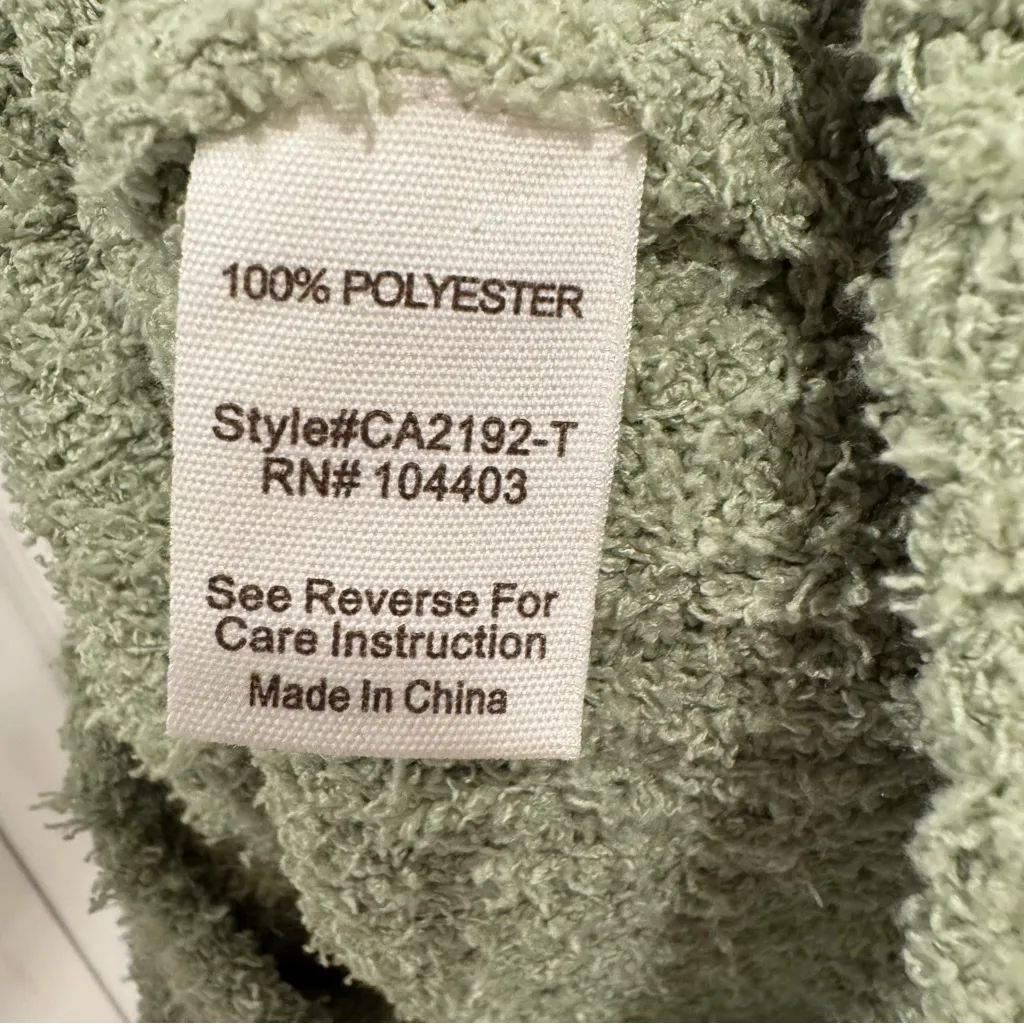 100% POLYESTER
Style#CA2192-T
RN# 104403
See Reverse For
Care Instruction
Made In China